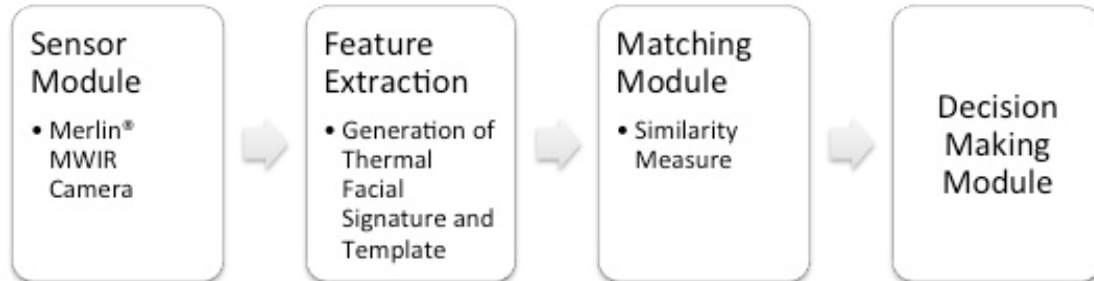 Sensor
Module
• Merlin®
MWIR
Camera
Feature
Extraction
• Generation of
Thermal
Facial
Signature and
Template
Matching
Module
• Similarity
Measure
Decision
Making
Module